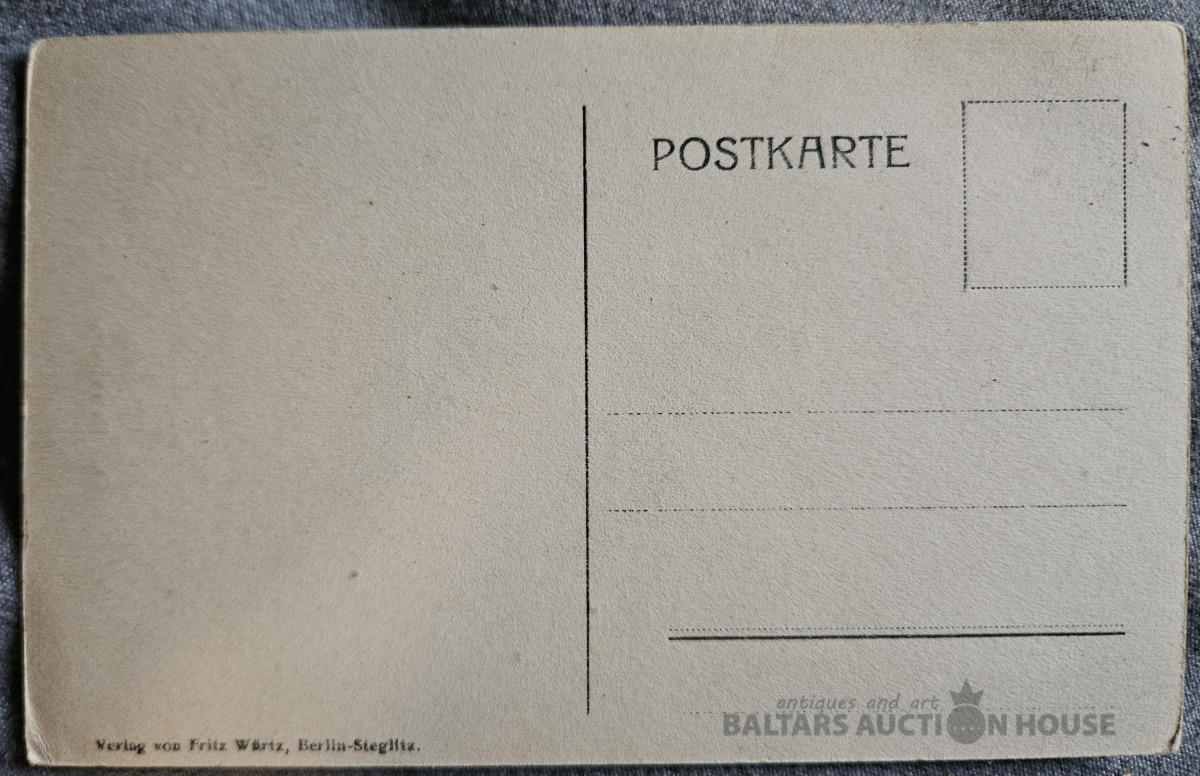 POSTKARTE
Verlag von Fritz Würtz, Berlin-Steglitz.
antiques and art
BALTARS AUCTION HOUSE